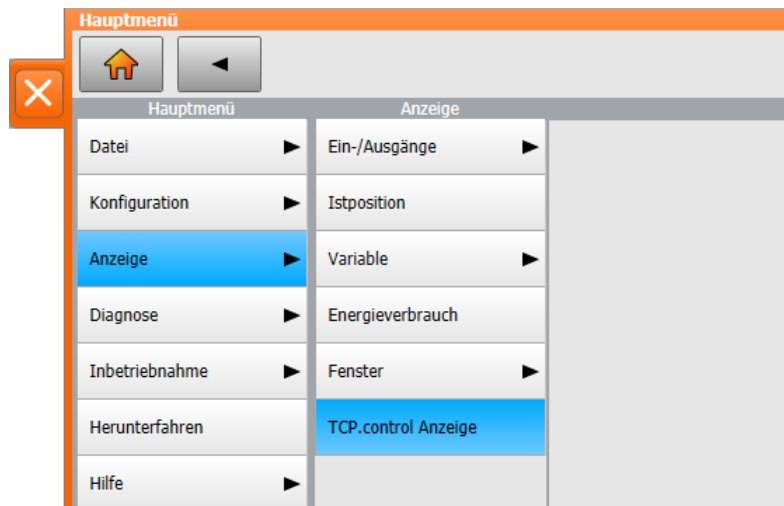 Hauptmenü
Hauptmenü
Anzeige
Datei
Konfiguration
Anzeige
Diagnose
Inbetriebnahme
Herunterfahren
Hilfe
Ein-/Ausgänge
Istposition
Variable
Energieverbrauch
Fenster
TCP.control Anzeige